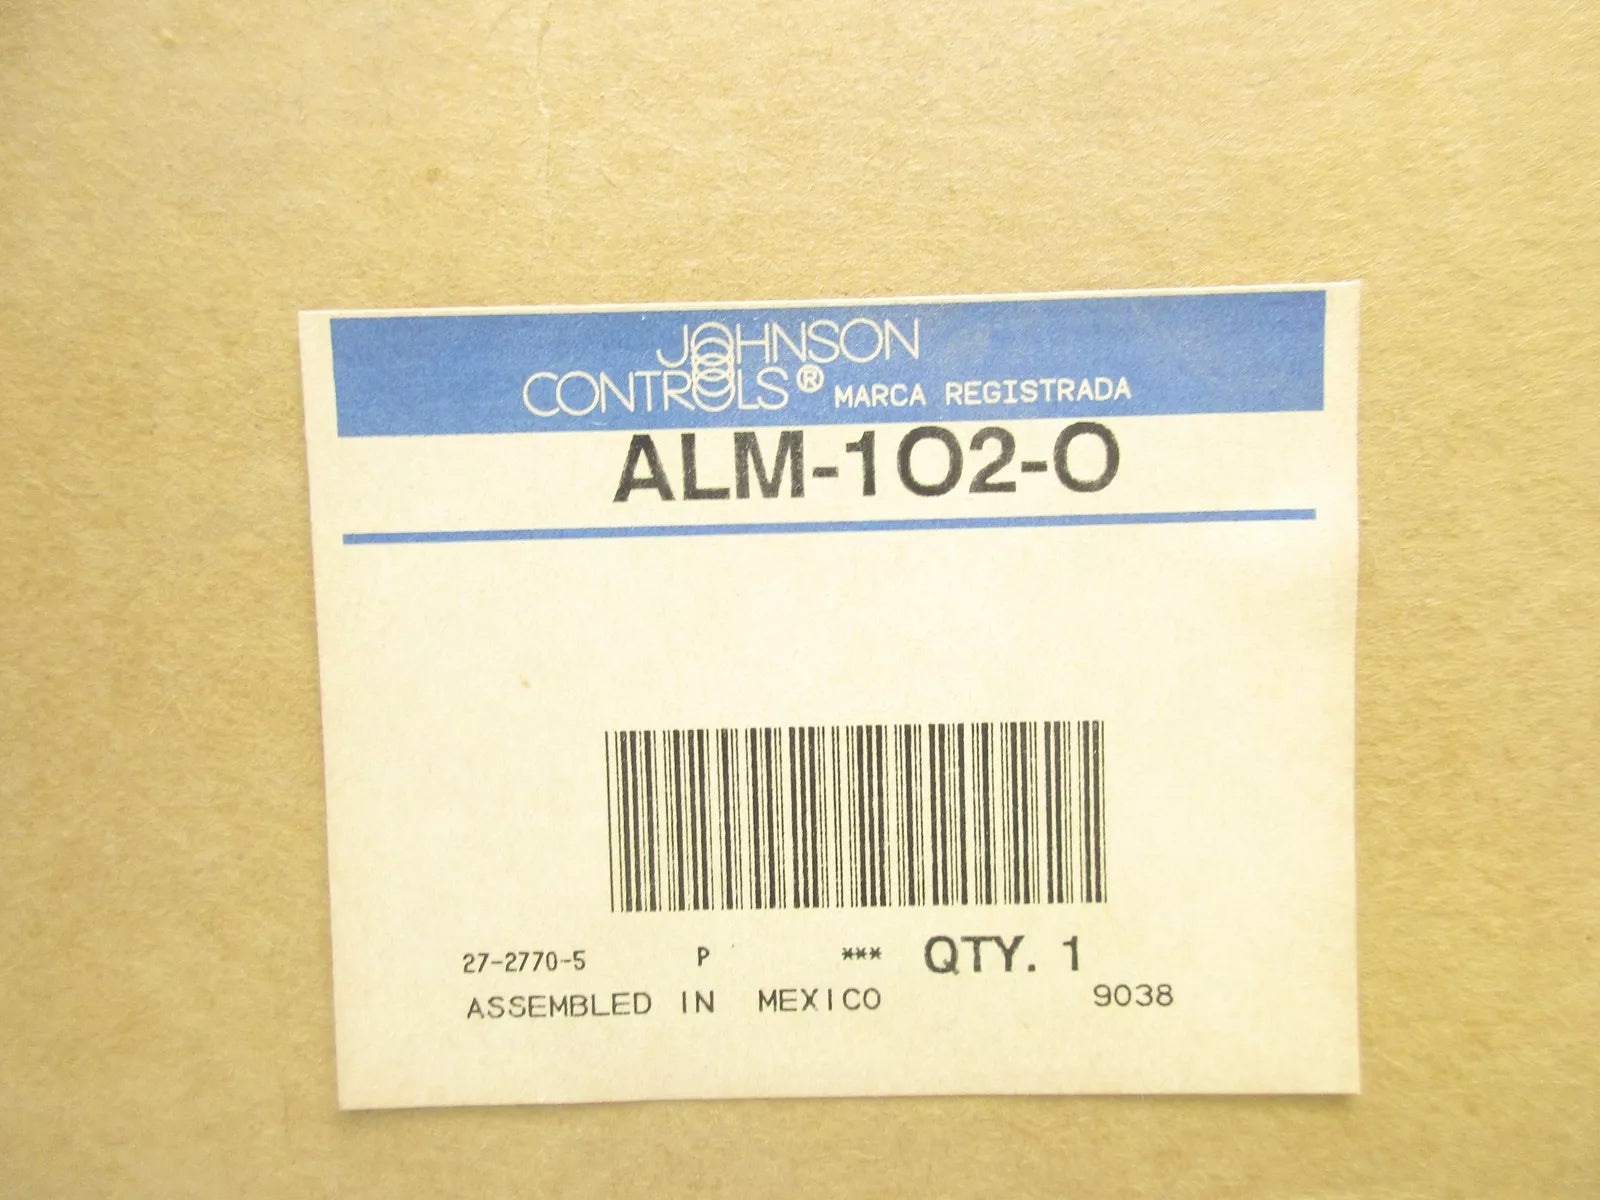 JOHNSON
CONTROLS® MARCA REGISTRADA
ALM-102-0
27-2770-5 P *** QTY. 1
ASSEMBLED IN MEXICO 9038